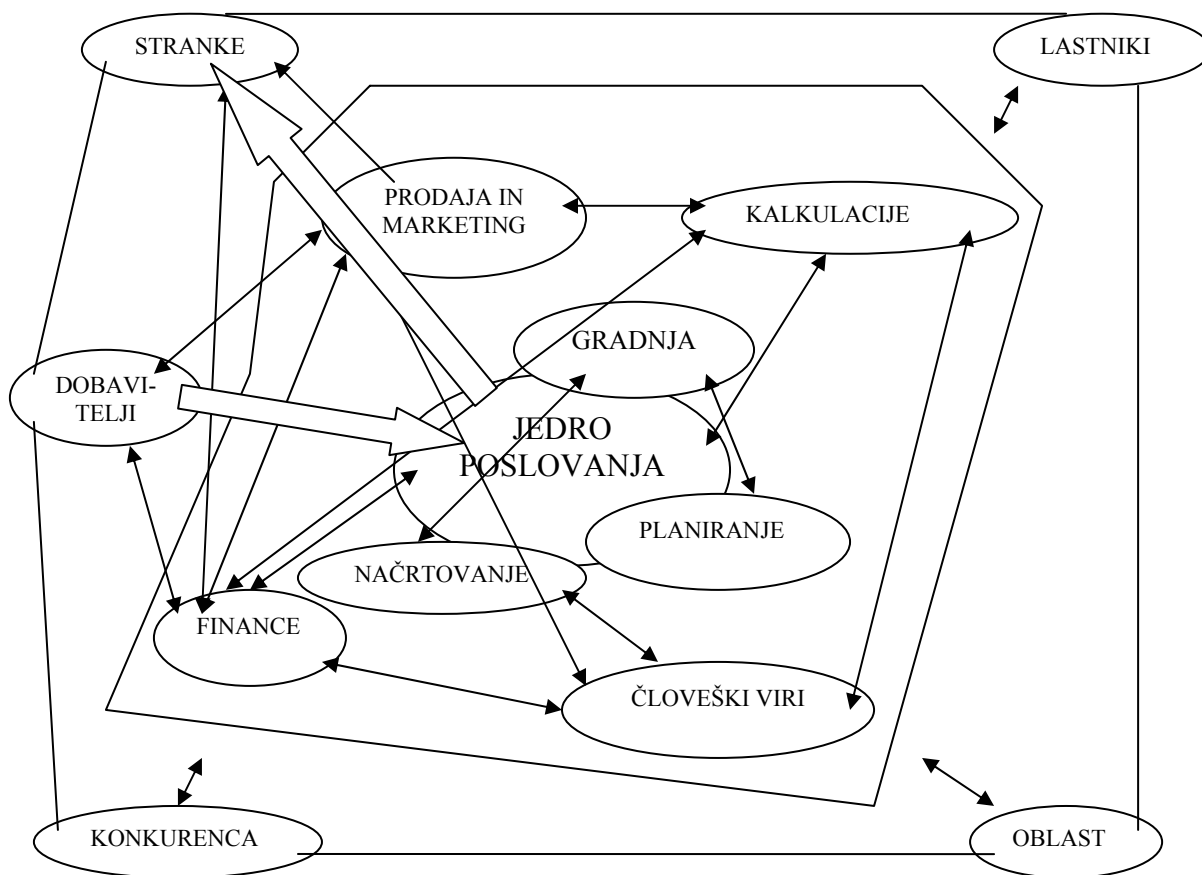 STRANKE
LASTNIKI
PRODAJA IN
MARKETING
KALKULACIJE
GRADNJA
DOBAVI-
TELJI
JEDRO
POSLOVANJA
PLANIRANJE
NAČRTOVANJE
FINANCE
ČLOVEŠKI VIRI
KONKURENCA
OBLAST